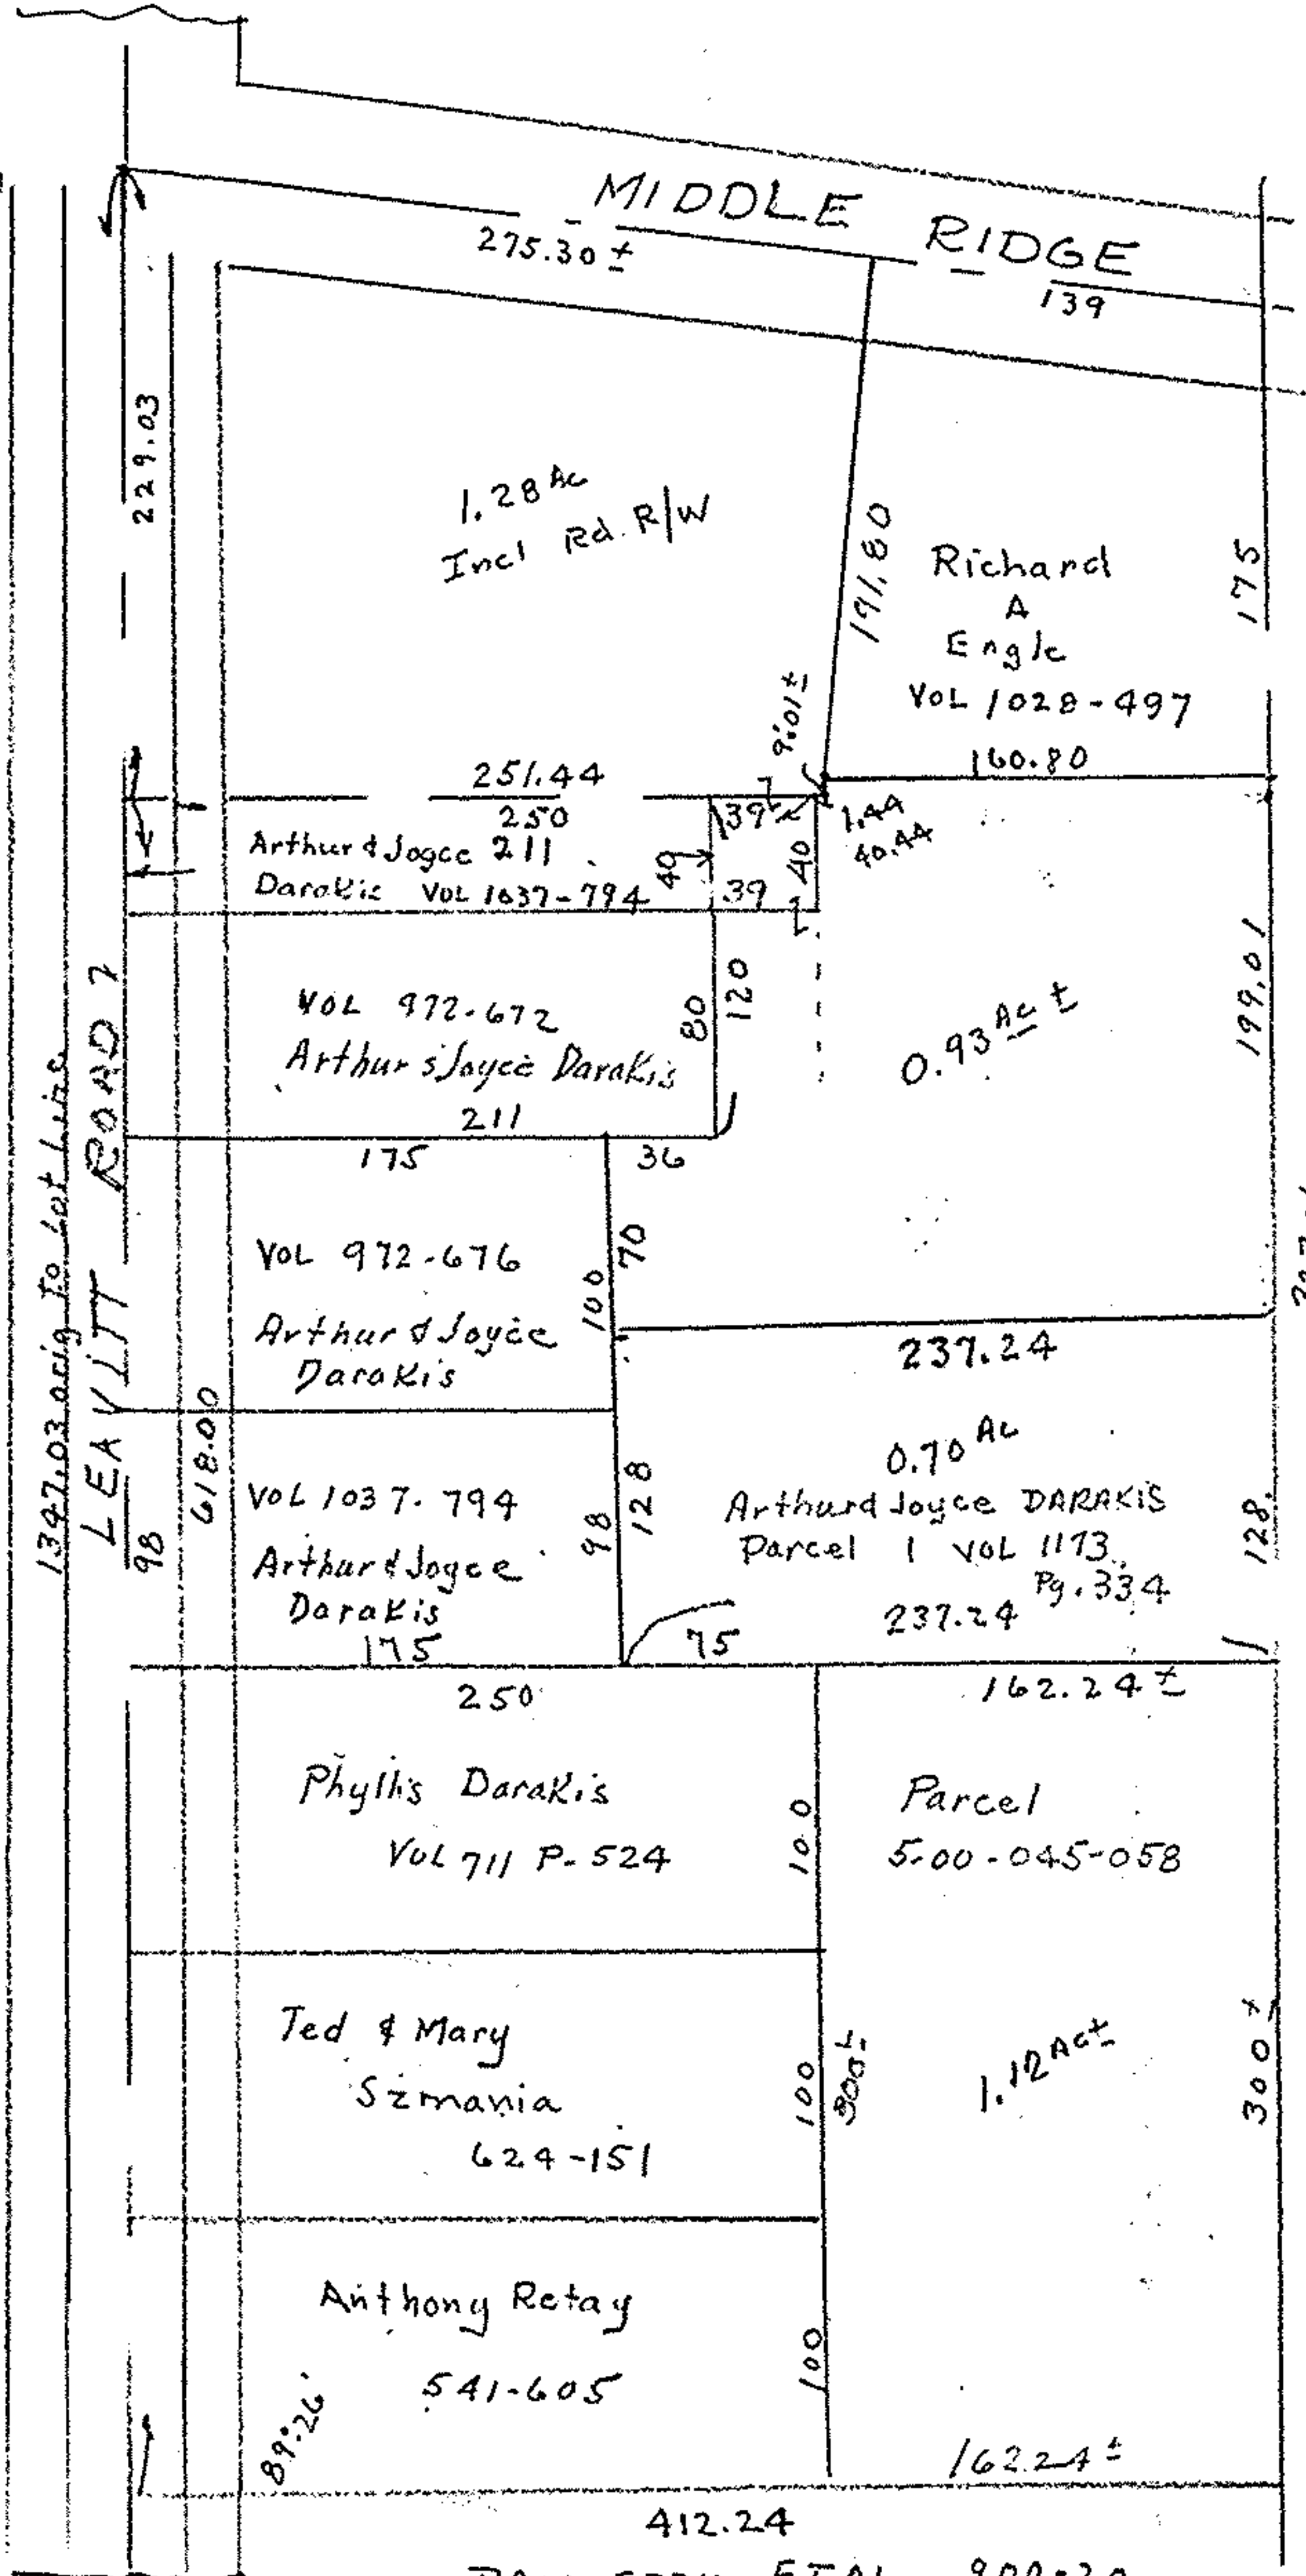 MIDDLE RIDGE
275.30 ±
139
229.03
1.28 Ac
Incl Rd. R/W
191.80
Richard
A
Engle
VOL 1028-497
175
160.80
9.01 ±
251.44
250
39
1.44
40.44
Arthur & Joyce 211
Darakis VOL 1037-794
40
39
40
VOL 972-672
Arthur & Joyce Darakis
80
120
211
0.93 Ac ±
199.01
175
36
1347.03 orig To Lot Line
LEAVITT ROAD
VOL 972-676
Arthur & Joyce
Darakis
100
70
237.24
618.00
98
VOL 1037-794
Arthur & Joyce
Darakis
175
98
128
0.70 Ac
Arthur & Joyce DARAKIS
Parcel 1 VOL 1173
Pg. 334
237.24
128.
75
250
162.24 ±
Phyllis Darakis
VOL 711 P-524
100
Parcel
5-00-045-058
Ted & Mary
Szmania
624-151
100
300 ±
1.12 Ac ±
300 ±
Anthony Retay
541-605
100
89°26'
162.24 ±
412.24